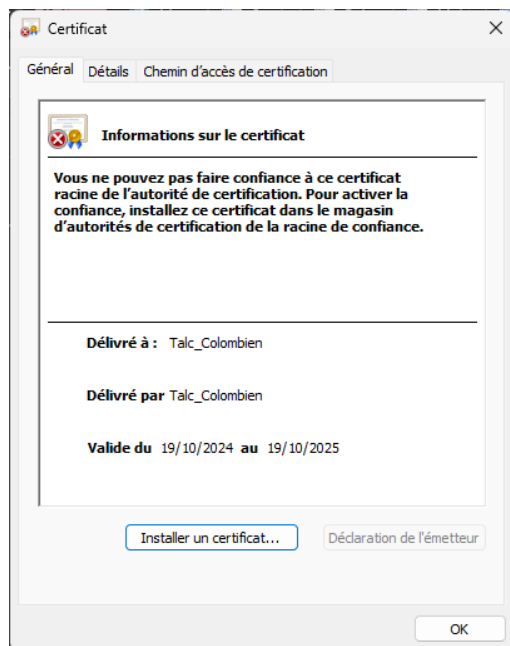 Certificat
Général Détails Chemin d'accès de certification
Informations sur le certificat
Vous ne pouvez pas faire confiance à ce certificat
racine de l'autorité de certification. Pour activer la
confiance, installez ce certificat dans le magasin
d'autorités de certification de la racine de confiance.
Délivré à : Talc_Colombien
Délivré par Talc_Colombien
Valide du 19/10/2024 au 19/10/2025
Installer un certificat... Déclaration de l'émetteur
OK